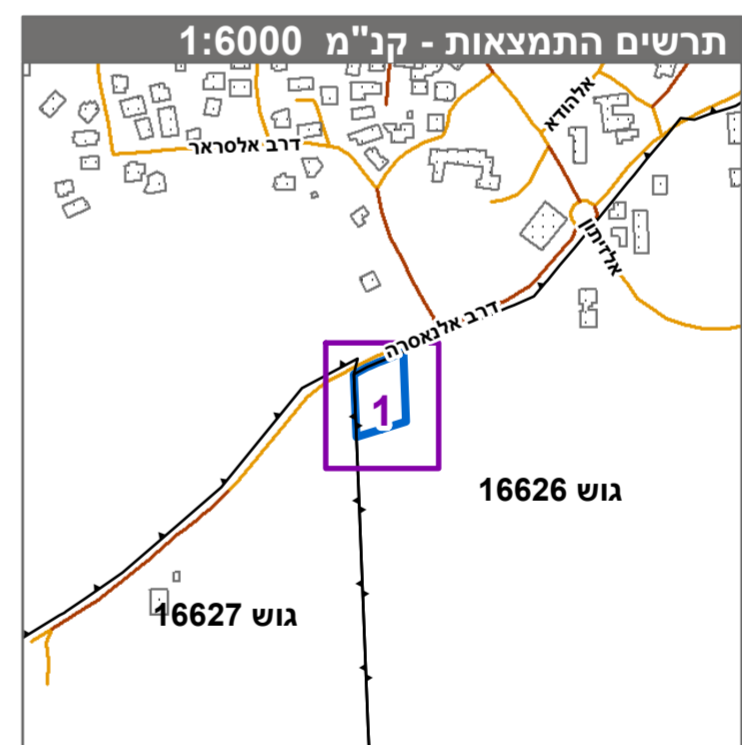 תרשים התמצאות - קנ"מ 1:6000
אלהודא
דרב אלסראר
אלזיתון
דרב אלנאסרה
1
גוש 16626
גוש 16627